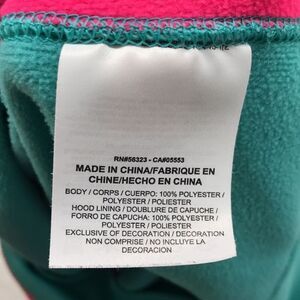 RN#56323 - CA#05553
MADE IN CHINA/FABRIQUE EN
CHINE/HECHO EN CHINA
BODY / CORPS / CUERPO: 100% POLYESTER /
POLYESTER / POLIESTER
HOOD LINING / DOUBLURE DE CAPUCHE /
FORRO DE CAPUCHA: 100% POLYESTER /
POLYESTER / POLIESTER
EXCLUSIVE OF DECORATION / DECORATION
NON COMPRISE / NO INCLUYE LA
DECORACION